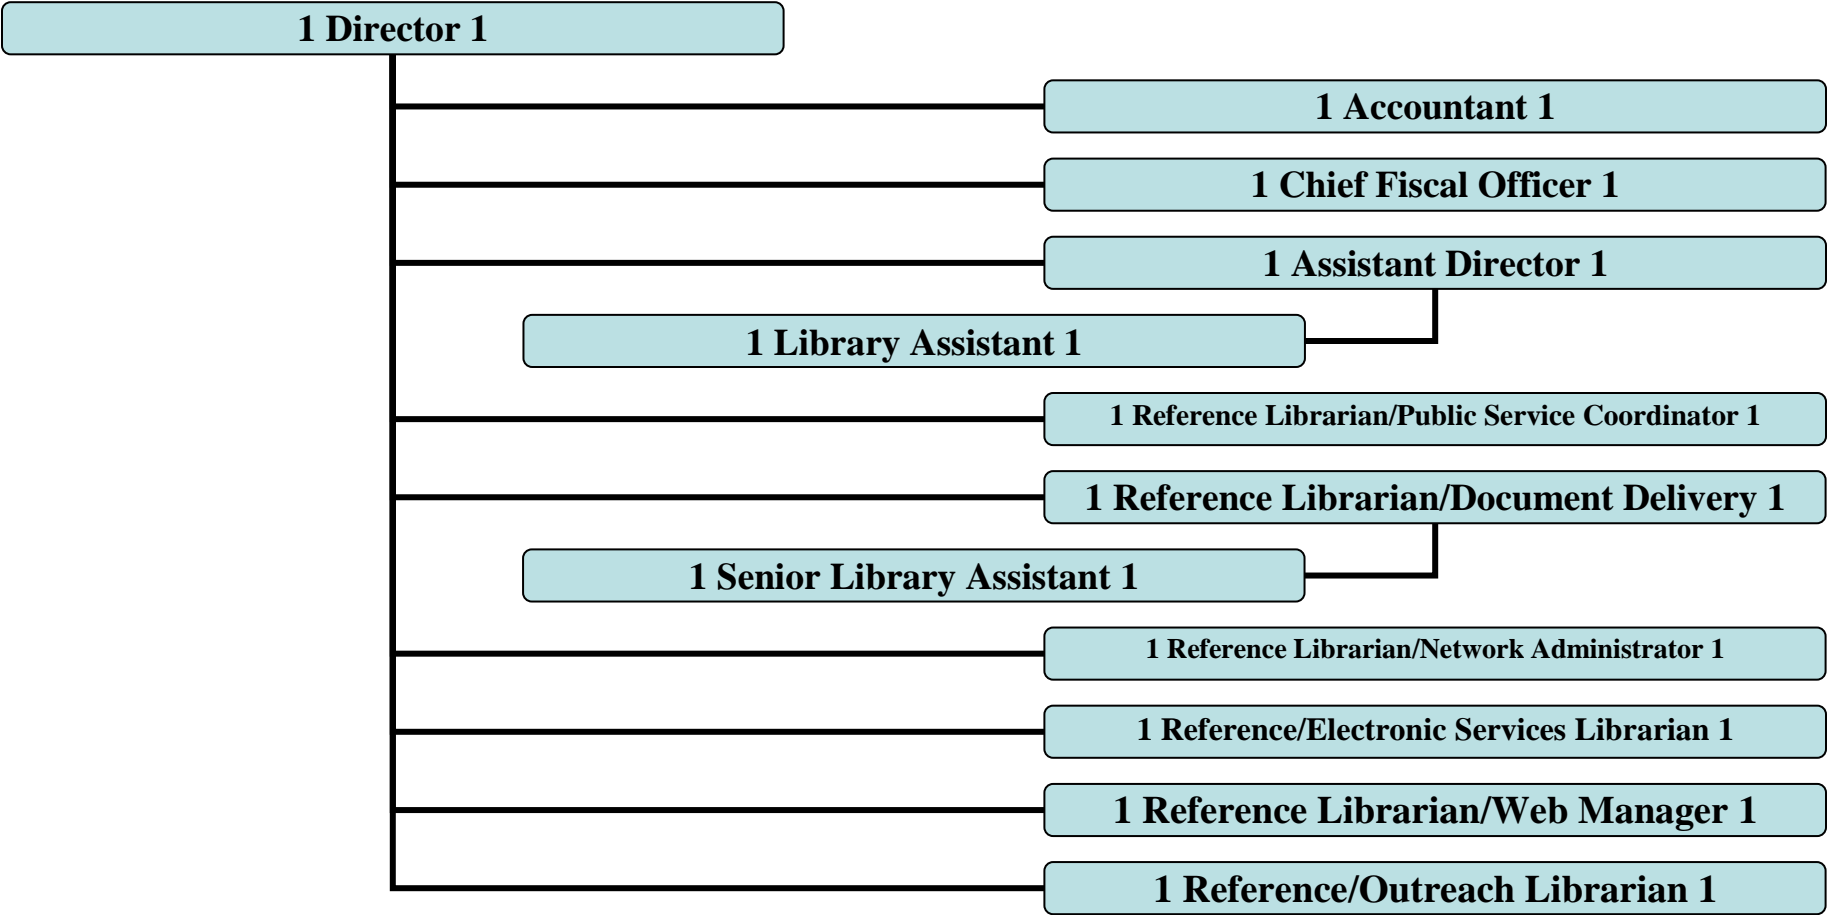 1 Director 1
1 Accountant 1
1 Chief Fiscal Officer 1
1 Assistant Director 1
1 Library Assistant 1
1 Reference Librarian/Public Service Coordinator 1
1 Reference Librarian/Document Delivery 1
1 Senior Library Assistant 1
1 Reference Librarian/Network Administrator 1
1 Reference/Electronic Services Librarian 1
1 Reference Librarian/Web Manager 1
1 Reference/Outreach Librarian 1